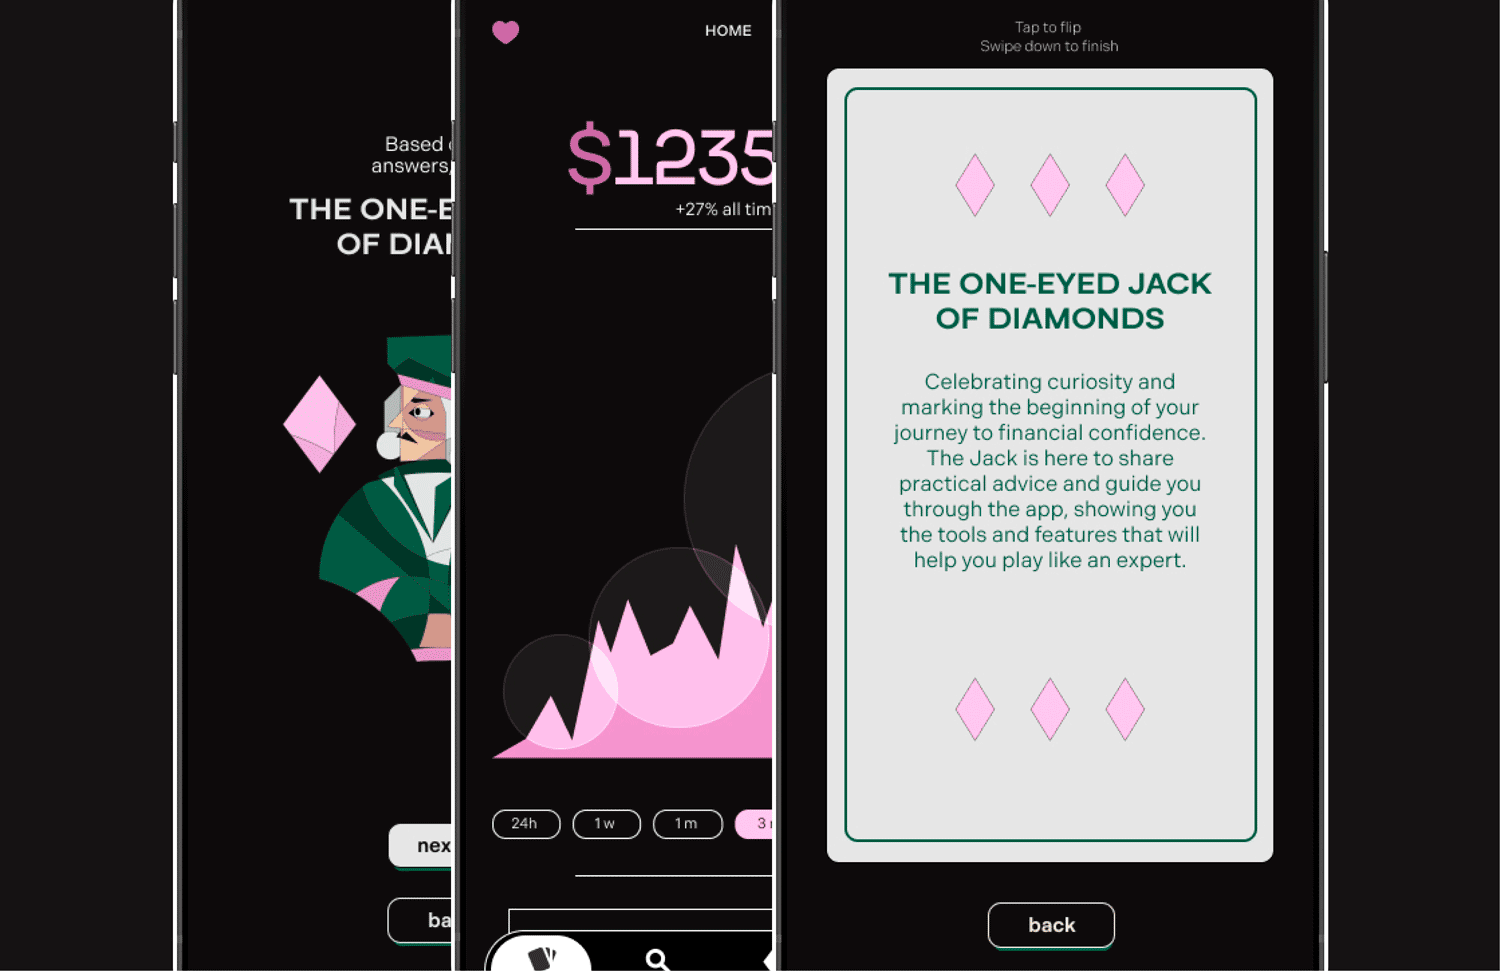 Based
answers,
THE ONE-E
OF DIA
nex
ba
HOME
$1235
+27% all tim
24h
1 w
1 m
3
Tap to flip
Swipe down to finish
THE ONE-EYED JACK
OF DIAMONDS
Celebrating curiosity and
marking the beginning of your
journey to financial confidence.
The Jack is here to share
practical advice and guide you
through the app, showing you
the tools and features that will
help you play like an expert.
back